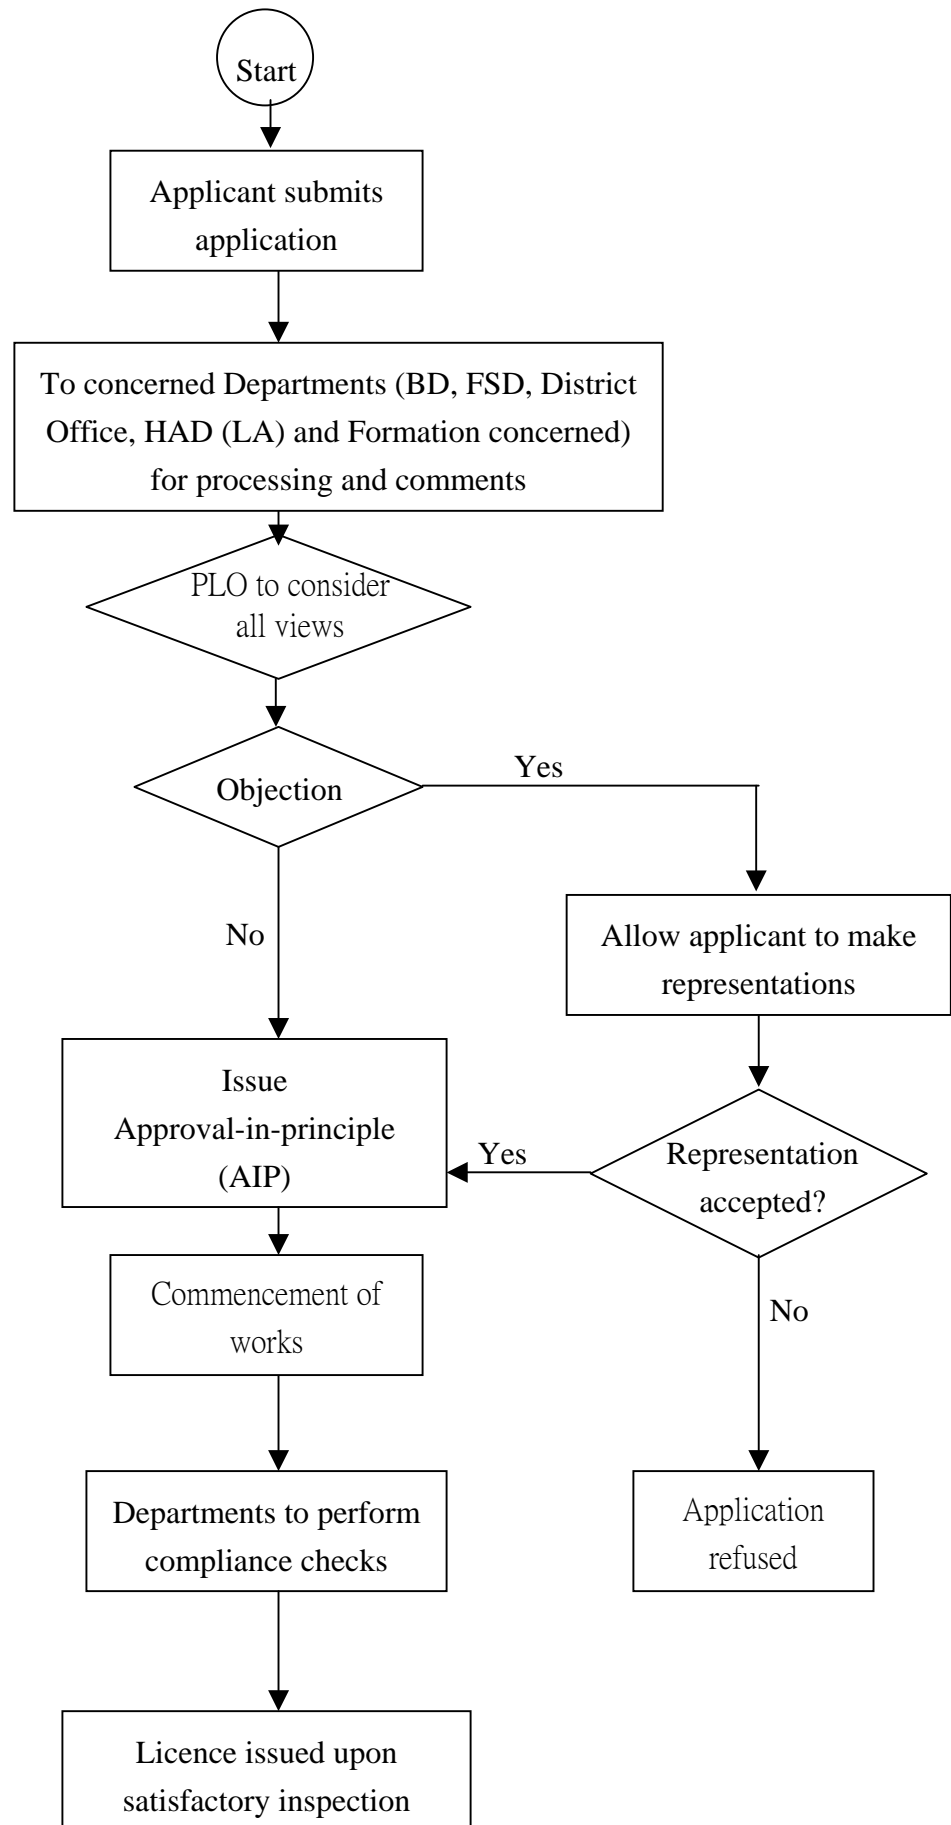 Start
Applicant submits
application
To concerned Departments (BD, FSD, District
Office, HAD (LA) and Formation concerned)
for processing and comments
PLO to consider
all views
Objection
Yes
No
Allow applicant to make
representations
Issue
Approval-in-principle
(AIP)
Yes
Representation
accepted?
Commencement of
works
No
Departments to perform
compliance checks
Application
refused
Licence issued upon
satisfactory inspection